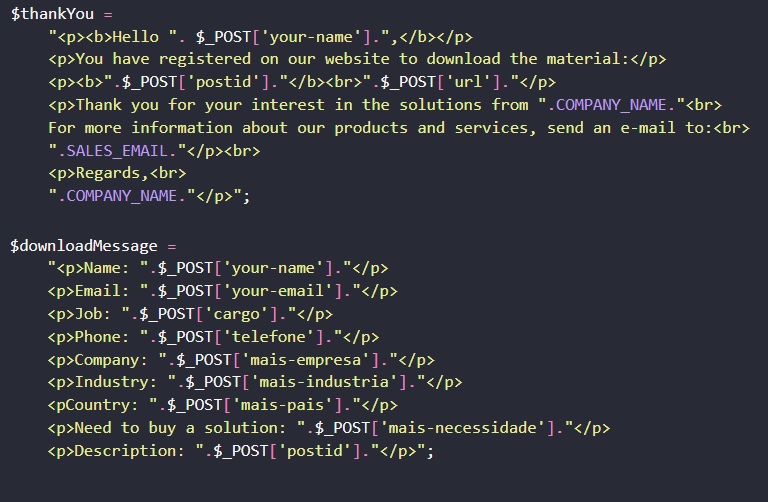 $thankYou =
"<p><b>Hello ". $_POST['your-name'].",</b></p>
<p>You have registered on our website to download the material:</p>
<p><b>".$_POST['postid']."</b><br>".$_POST['url']."</p>
<p>Thank you for your interest in the solutions from ".COMPANY_NAME."<br>
For more information about our products and services, send an e-mail to:<br>
".SALES_EMAIL."</p><br>
<p>Regards,<br>
".COMPANY_NAME."</p>";
$downloadMessage =
"<p>Name: ".$_POST['your-name']."</p>
<p>Email: ".$_POST['your-email']."</p>
<p>Job: ".$_POST['cargo']."</p>
<p>Phone: ".$_POST['telefone']."</p>
<p>Company: ".$_POST['mais-empresa']."</p>
<p>Industry: ".$_POST['mais-industria']."</p>
<pCountry: ".$_POST['mais-pais']."</p>
<p>Need to buy a solution: ".$_POST['mais-necessidade']."</p>
<p>Description: ".$_POST['postid']."</p>";